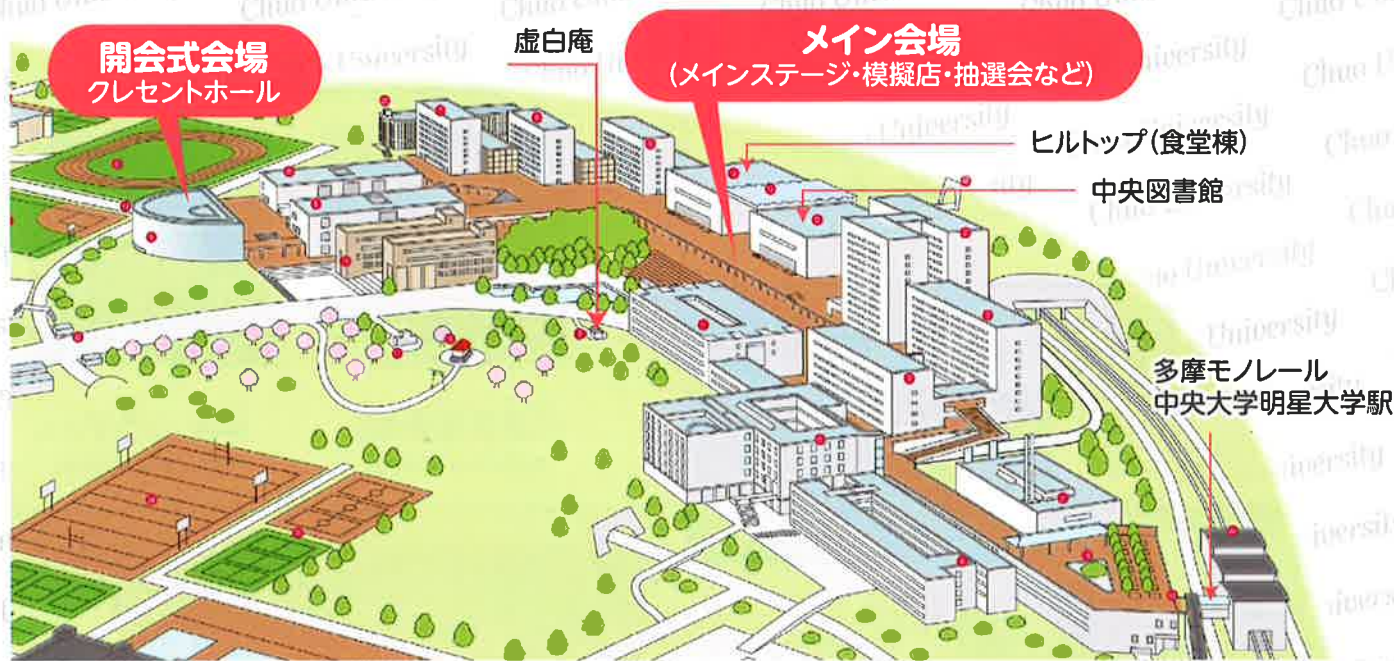 開会式会場
クレセントホール
虚白庵
メイン会場
(メインステージ・模擬店・抽選会など)
ヒルトップ(食堂棟)
中央図書館
多摩モノレール
中央大学明星大学駅
Chuo University